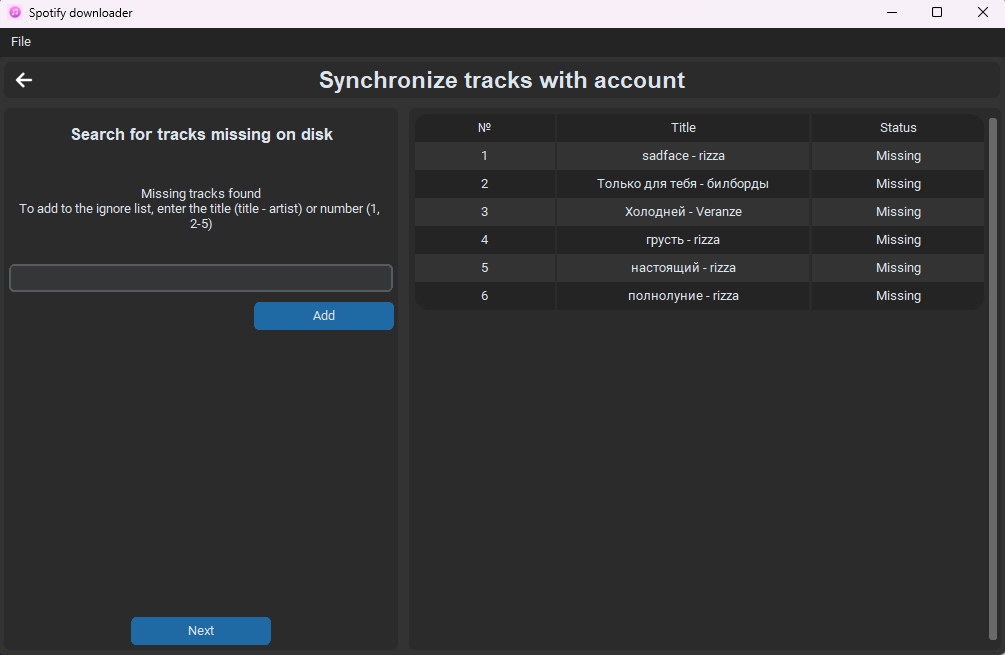 Spotify downloader
File
Synchronize tracks with account
Search for tracks missing on disk
Missing tracks found
To add to the ignore list, enter the title (title - artist) or number (1,
2-5)
Add
Next
№ Title Status
1 sadface - rizza Missing
2 Только для тебя - билборды Missing
3 Холодней - Veranze Missing
4 грусть - rizza Missing
5 настоящий - rizza Missing
6 полнолуние - rizza Missing